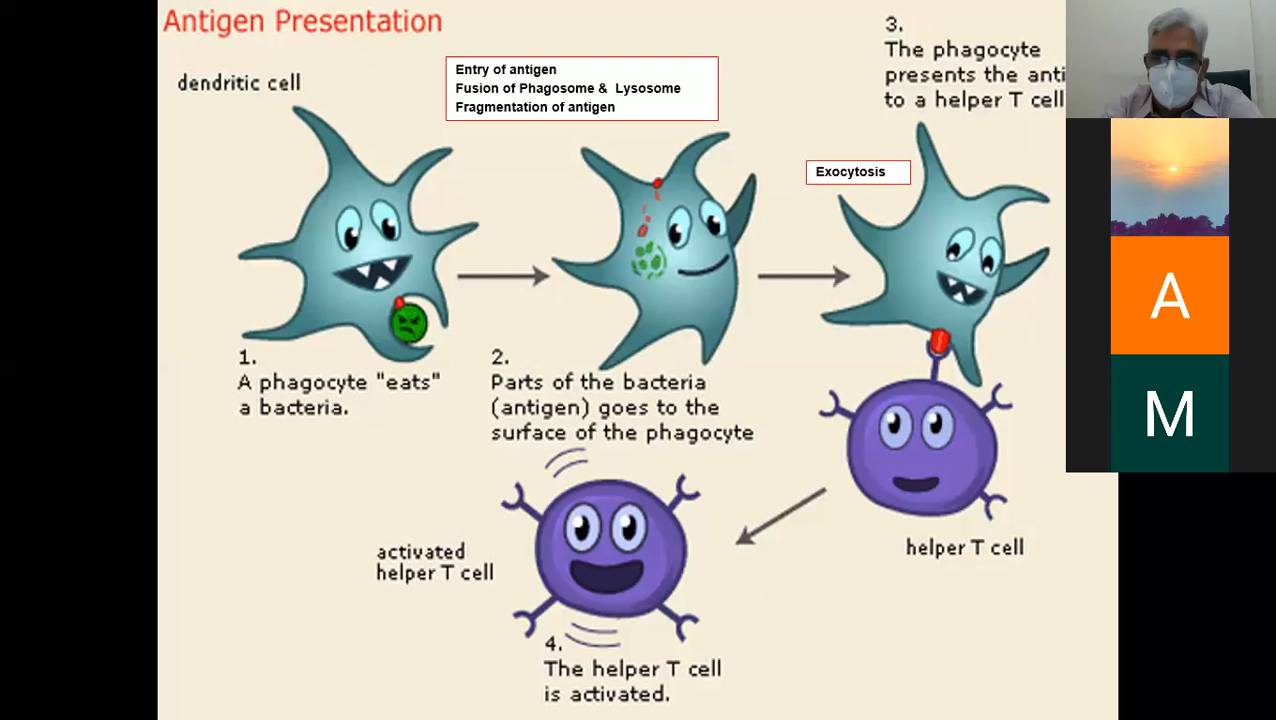 Antigen Presentation
dendritic cell
Entry of antigen
Fusion of Phagosome & Lysosome
Fragmentation of antigen
3.
The phagocyte
presents the anti
to a helper T cell
Exocytosis
1.
A phagocyte "eats"
a bacteria.
2.
Parts of the bacteria
(antigen) goes to the
surface of the phagocyte
helper T cell
activated
helper T cell
4.
The helper T cell
is activated.
A
M